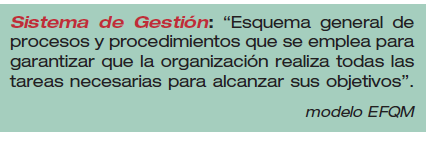 Sistema de Gestión: “Esquema general de
procesos y procedimientos que se emplea para
garantizar que la organización realiza todas las
tareas necesarias para alcanzar sus objetivos”.
modelo EFQM